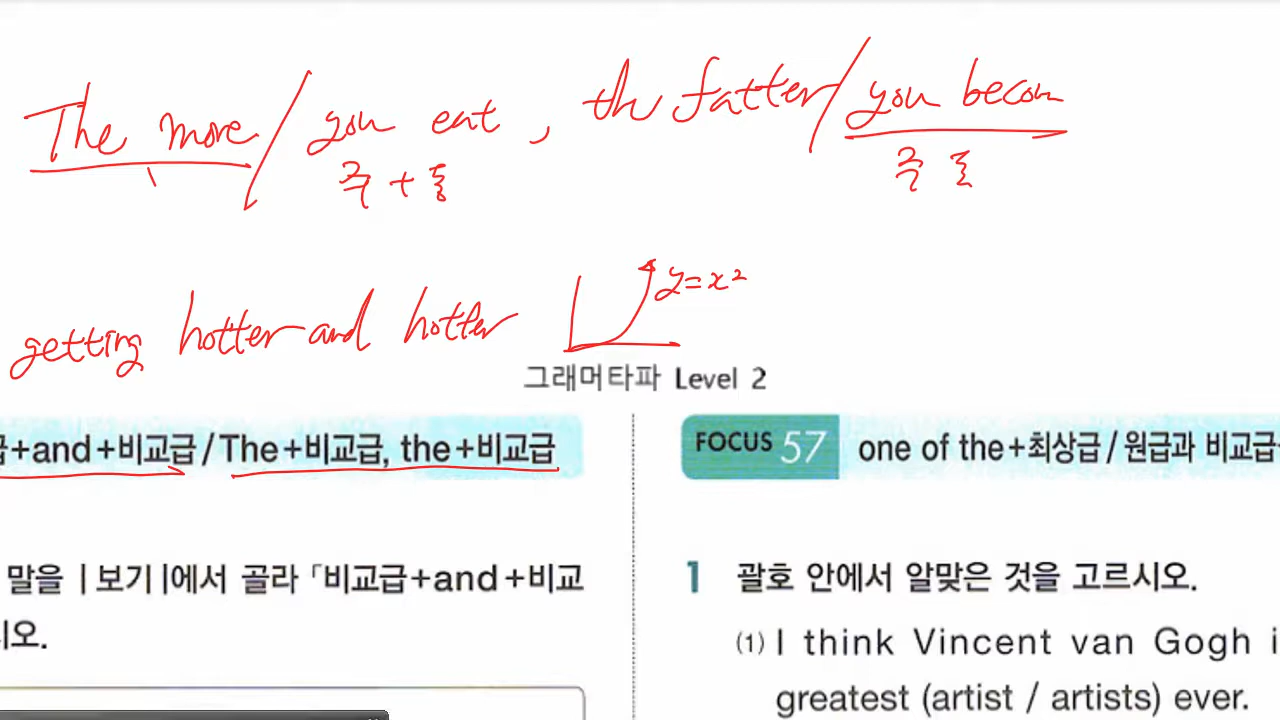 The more / you eat, the fatter / you becom
주+동 주 동
getting hotter and hotter y=x²
그래머타파 Level 2
급+and+비교급 / The+비교급, the+비교급
FOCUS 57 one of the+최상급 / 원급과 비교급
말을 | 보기 |에서 골라 「비교급+and+비교
시오.
1 괄호 안에서 알맞은 것을 고르시오.
(1) I think Vincent van Gogh i
greatest (artist / artists) ever.